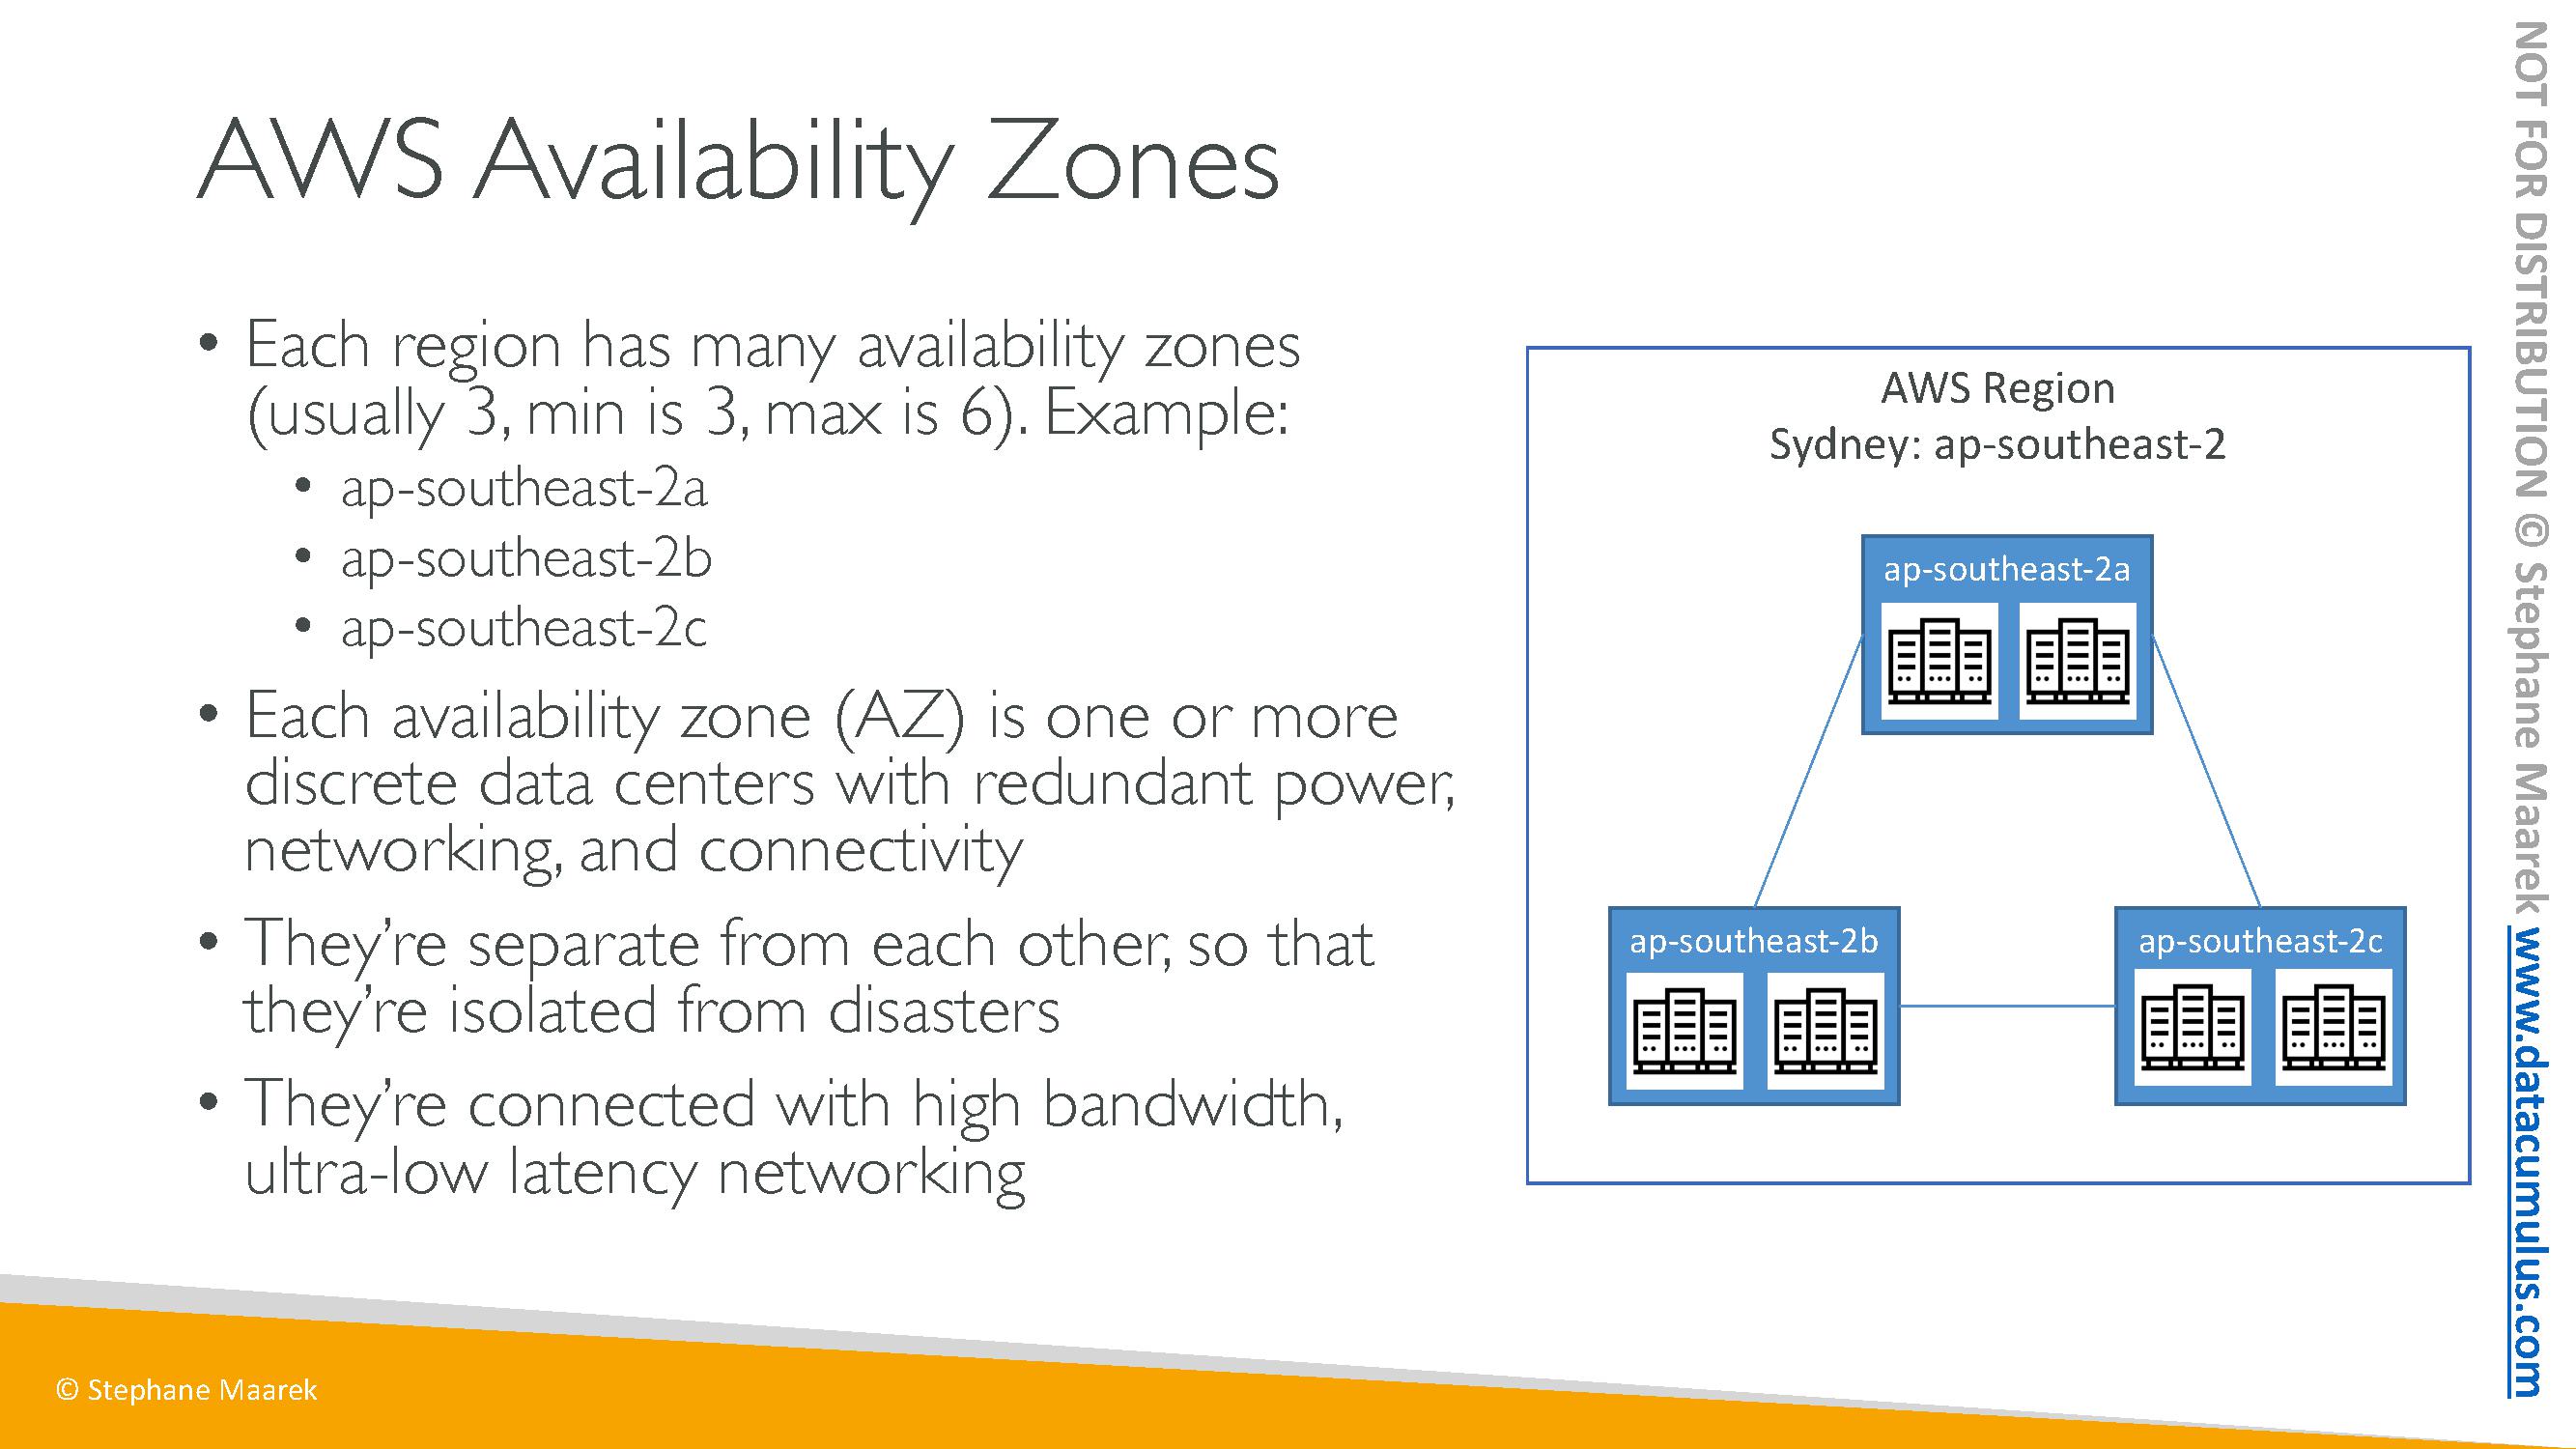 AWS Availability Zones
• Each region has many availability zones
(usually 3, min is 3, max is 6). Example:
• ap-southeast-2a
• ap-southeast-2b
• ap-southeast-2c
• Each availability zone (AZ) is one or more
discrete data centers with redundant power,
networking, and connectivity
• They’re separate from each other, so that
they’re isolated from disasters
• They’re connected with high bandwidth,
ultra-low latency networking
AWS Region
Sydney: ap-southeast-2
ap-southeast-2a
ap-southeast-2b
ap-southeast-2c
© Stephane Maarek
NOT FOR DISTRIBUTION © Stephane Maarek www.datacumulus.com